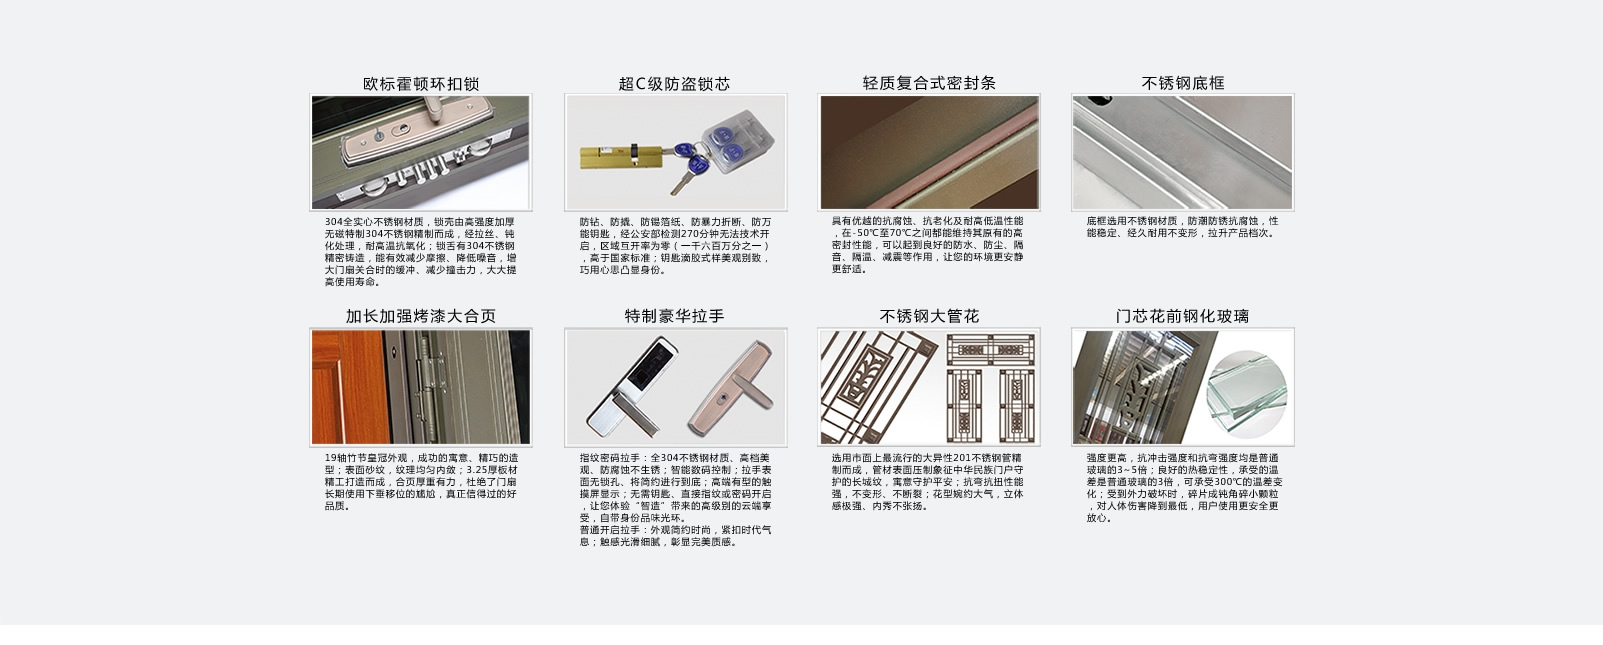 欧标霍顿环扣锁
304全实心不锈钢材质，锁壳由高强度加厚
无磁特制304不锈钢精制而成，经拉丝、钝
化处理，耐高温抗氧化；锁舌有304不锈钢
精密铸造，能有效减少摩擦、降低噪音，增
大门扇关合时的缓冲、减少撞击力，大大提
高使用寿命。
超C级防盗锁芯
防钻、防撬、防锡箔纸、防暴力折断、防万
能钥匙，经公安部检测270分钟无法技术开
启，区域互开率为零（一千六百万分之一）
，高于国家标准；钥匙滴胶式样美观别致，
巧用心思凸显身份。
轻质复合式密封条
具有优越的抗腐蚀、抗老化及耐高低温性能
，在-50℃至70℃之间都能维持其原有的高
密封性能，可以起到良好的防水、防尘、隔
音、隔温、减震等作用，让您的环境更安静
更舒适。
不锈钢底框
底框选用不锈钢材质，防潮防锈抗腐蚀，性
能稳定、经久耐用不变形，拉升产品档次。
加长加强烤漆大合页
19轴竹节皇冠外观，成功的寓意、精巧的造
型；表面砂纹，纹理均匀内敛；3.25厚板材
精工打造而成，合页厚重有力，杜绝了门扇
长期使用下垂移位的尴尬，真正信得过的好
品质。
特制豪华拉手
指纹密码拉手：全304不锈钢材质、高档美
观、防腐蚀不生锈；智能数码控制；拉手表
面无锁孔、将简约进行到底；高端有型的触
摸屏显示；无需钥匙、直接指纹或密码开启
，让您体验“智造”带来的高级别的云端享
受，自带身份品味光环。
普通开启拉手：外观简约时尚，紧扣时代气
息；触感光滑细腻，彰显完美质感。
不锈钢大管花
选用市面上最流行的大异性201不锈钢管精
制而成，管材表面压制象征中华民族门户守
护的长城纹，寓意守护平安；抗弯抗扭性能
强，不变形、不断裂；花型婉约大气，立体
感极强、内秀不张扬。
门芯花前钢化玻璃
强度更高，抗冲击强度和抗弯强度均是普通
玻璃的3~5倍；良好的热稳定性，承受的温
差是普通玻璃的3倍，可承受300℃的温差变
化；受到外力破坏时，碎片成钝角碎小颗粒
，对人体伤害降到最低，用户使用更安全更
放心。